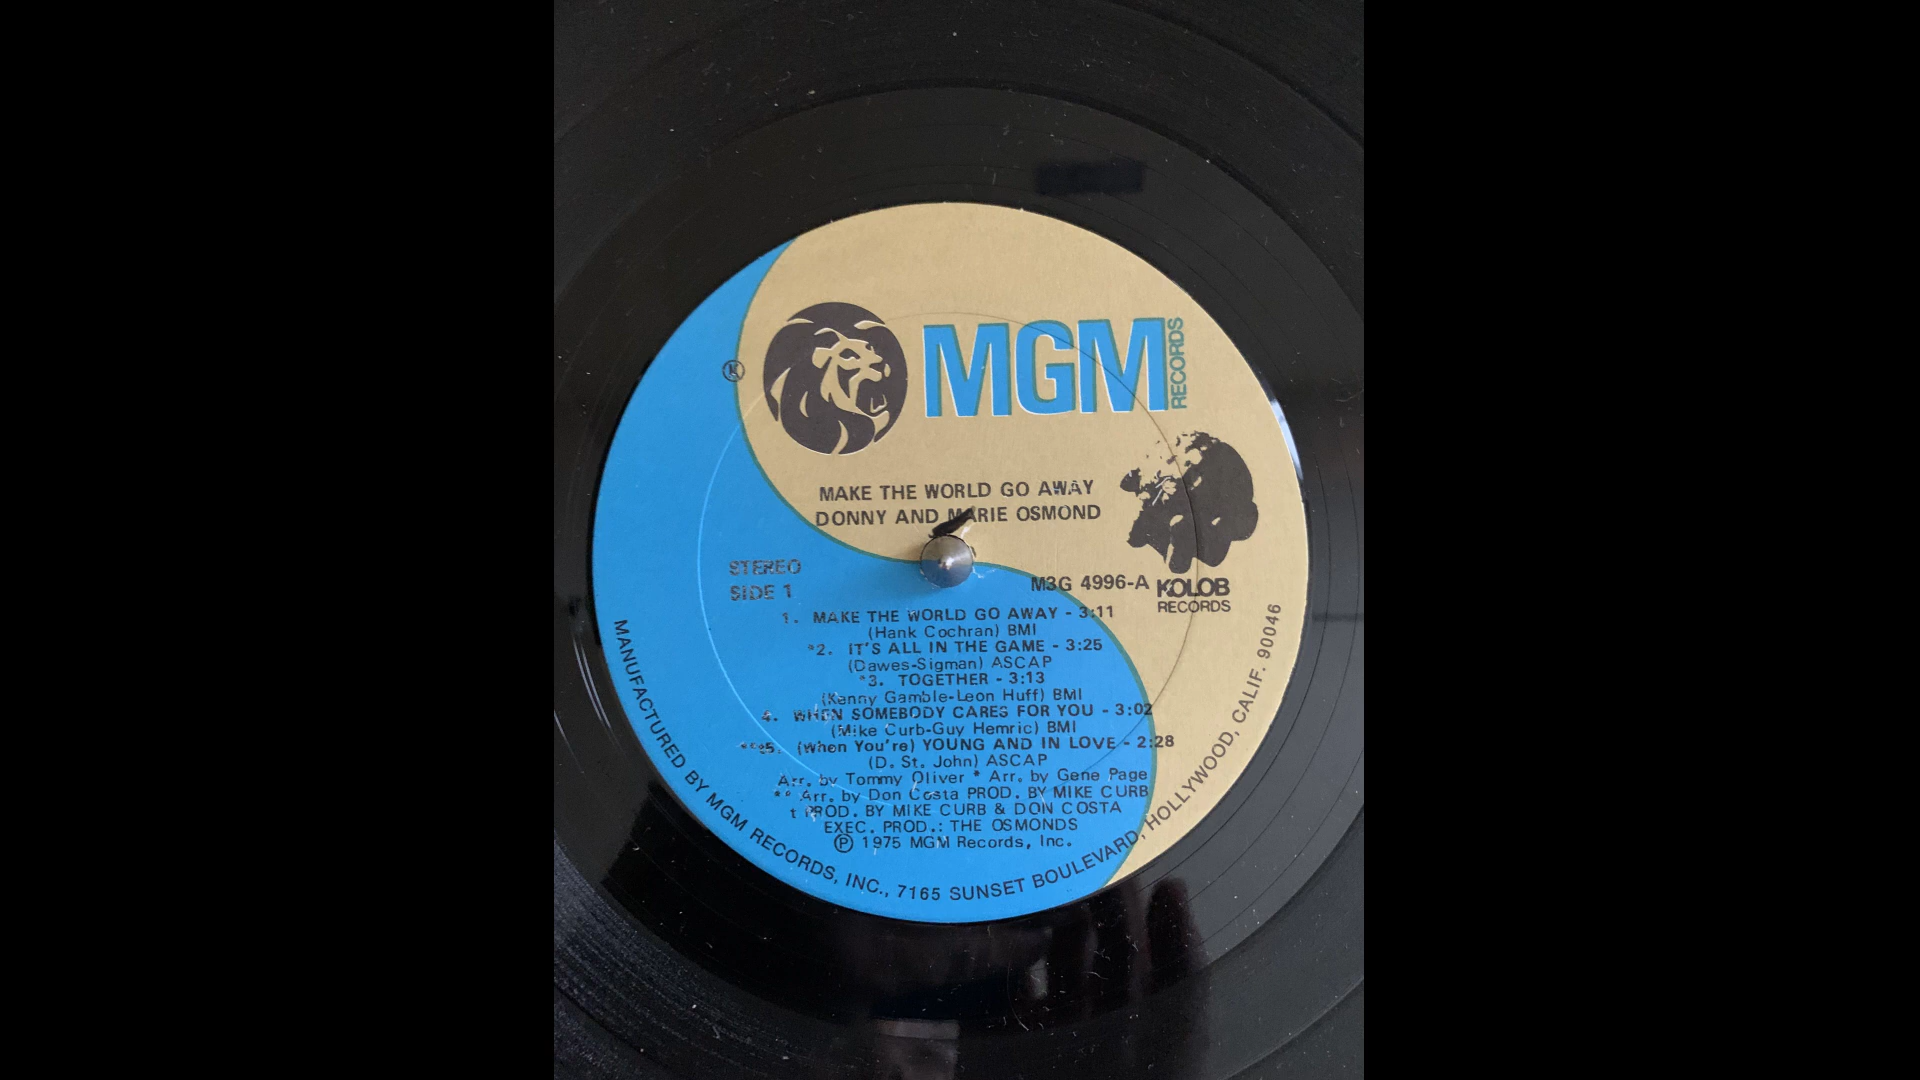 MGM RECORDS
MAKE THE WORLD GO AWAY
DONNY AND MARIE OSMOND
STEREO
SIDE 1
M3G 4996-A
KOLOB
RECORDS
1. MAKE THE WORLD GO AWAY - 3:11
(Hank Cochran) BMI
*2. IT'S ALL IN THE GAME - 3:25
(Dawes-Sigman) ASCAP
*3. TOGETHER - 3:13
(Kenny Gamble-Leon Huff) BMI
4. WHEN SOMEBODY CARES FOR YOU - 3:02
(Mike Curb-Guy Hemric) BMI
5. (When You're) YOUNG AND IN LOVE - 2:28
(D. St. John) ASCAP
Arr. by Tommy Oliver * Arr. by Gene Page
** Arr. by Don Costa PROD. BY MIKE CURB
t PROD. BY MIKE CURB & DON COSTA
EXEC. PROD.: THE OSMONDS
Ⓟ 1975 MGM Records, Inc.
MANUFACTURED BY MGM RECORDS, INC., 7165 SUNSET BOULEVARD, HOLLYWOOD, CALIF. 90046